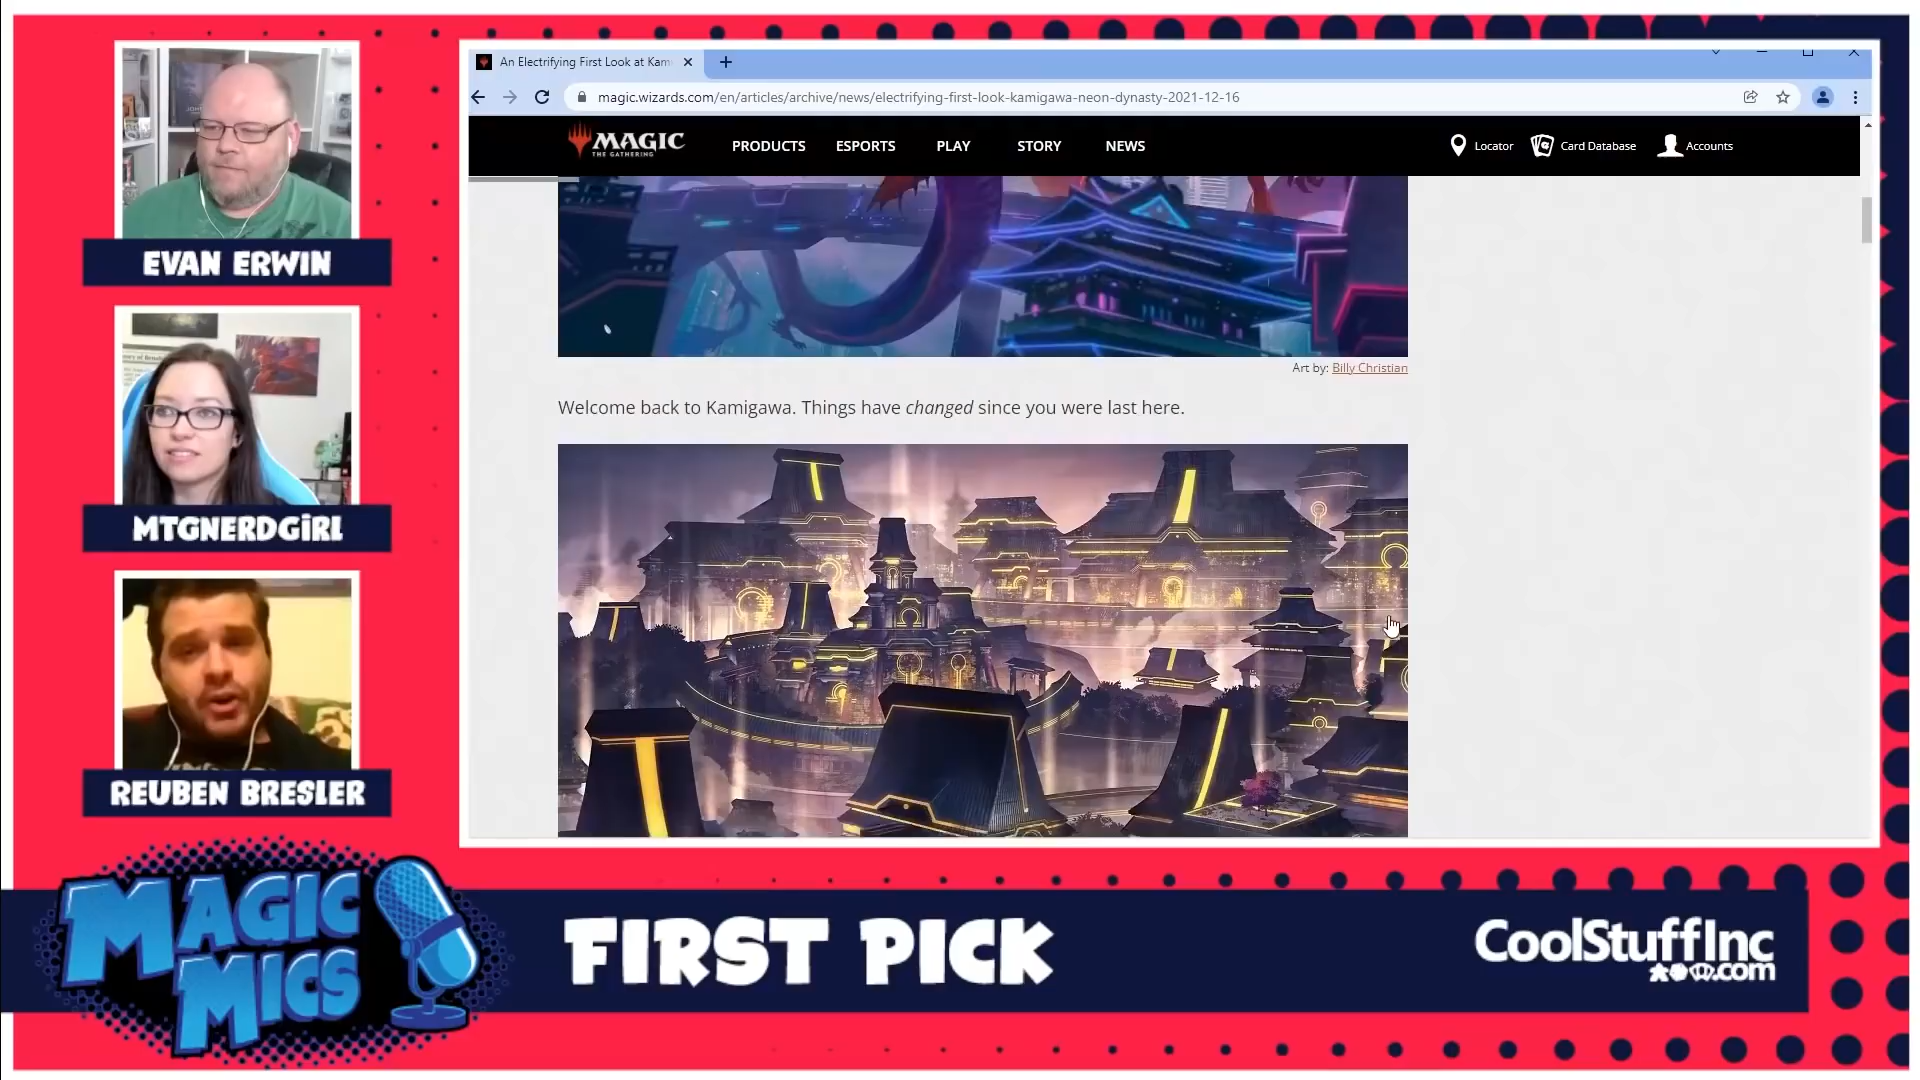 An Electrifying First Look at Kam
magic.wizards.com/en/articles/archive/news/electrifying-first-look-kamigawa-neon-dynasty-2021-12-16
MAGIC
THE GATHERING
PRODUCTS
ESPORTS
PLAY
STORY
NEWS
Locator
Card Database
Accounts
Art by: Billy Christian
Welcome back to Kamigawa. Things have changed since you were last here.
EVAN ERWIN
MTGNERDGIRL
REUBEN BRESLER
MAGIC
MICS
FIRST PICK
CoolStuffInc
.com